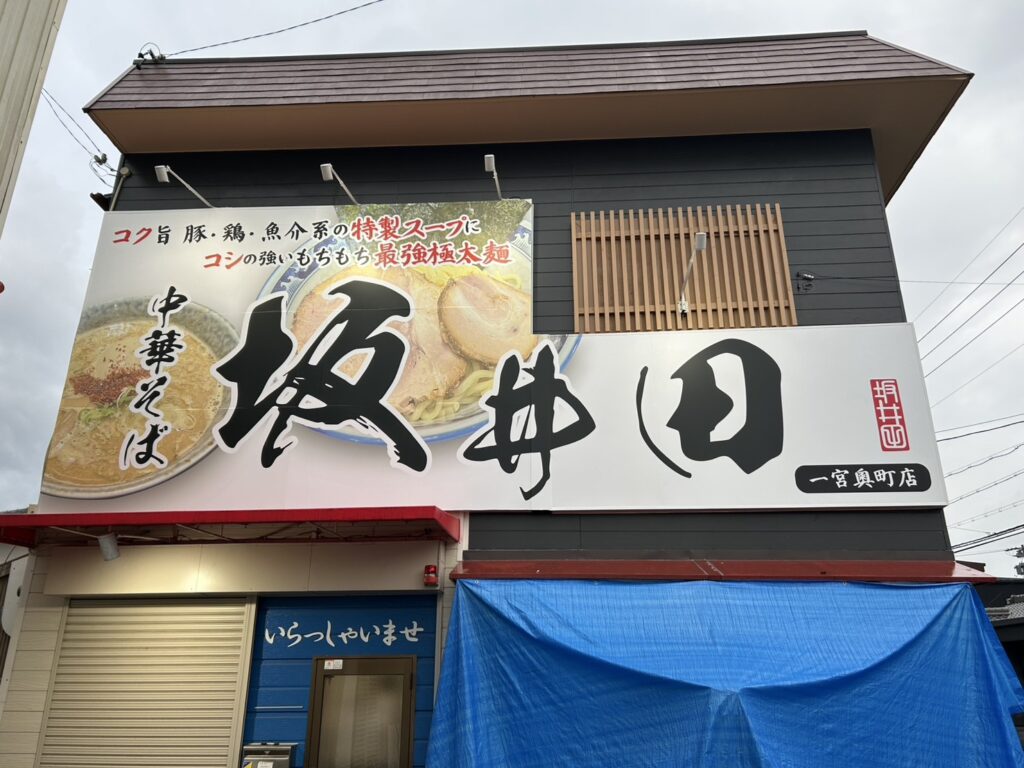 コク旨 豚・鶏・魚介系の特製スープに
コシの強いもちもち最強極太麺
中華そば
坂井田
坂井田
一宮奥町店
いらっしゃいませ